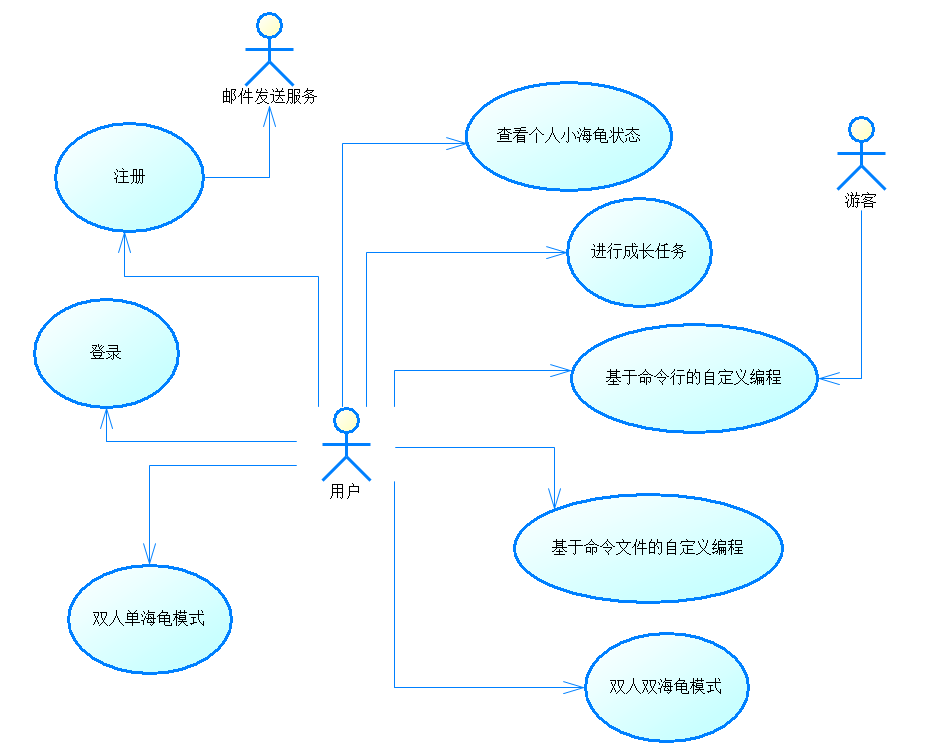 邮件发送服务
查看个人小海龟状态
注册
游客
进行成长任务
登录
基于命令行的自定义编程
用户
基于命令文件的自定义编程
双人单海龟模式
双人双海龟模式